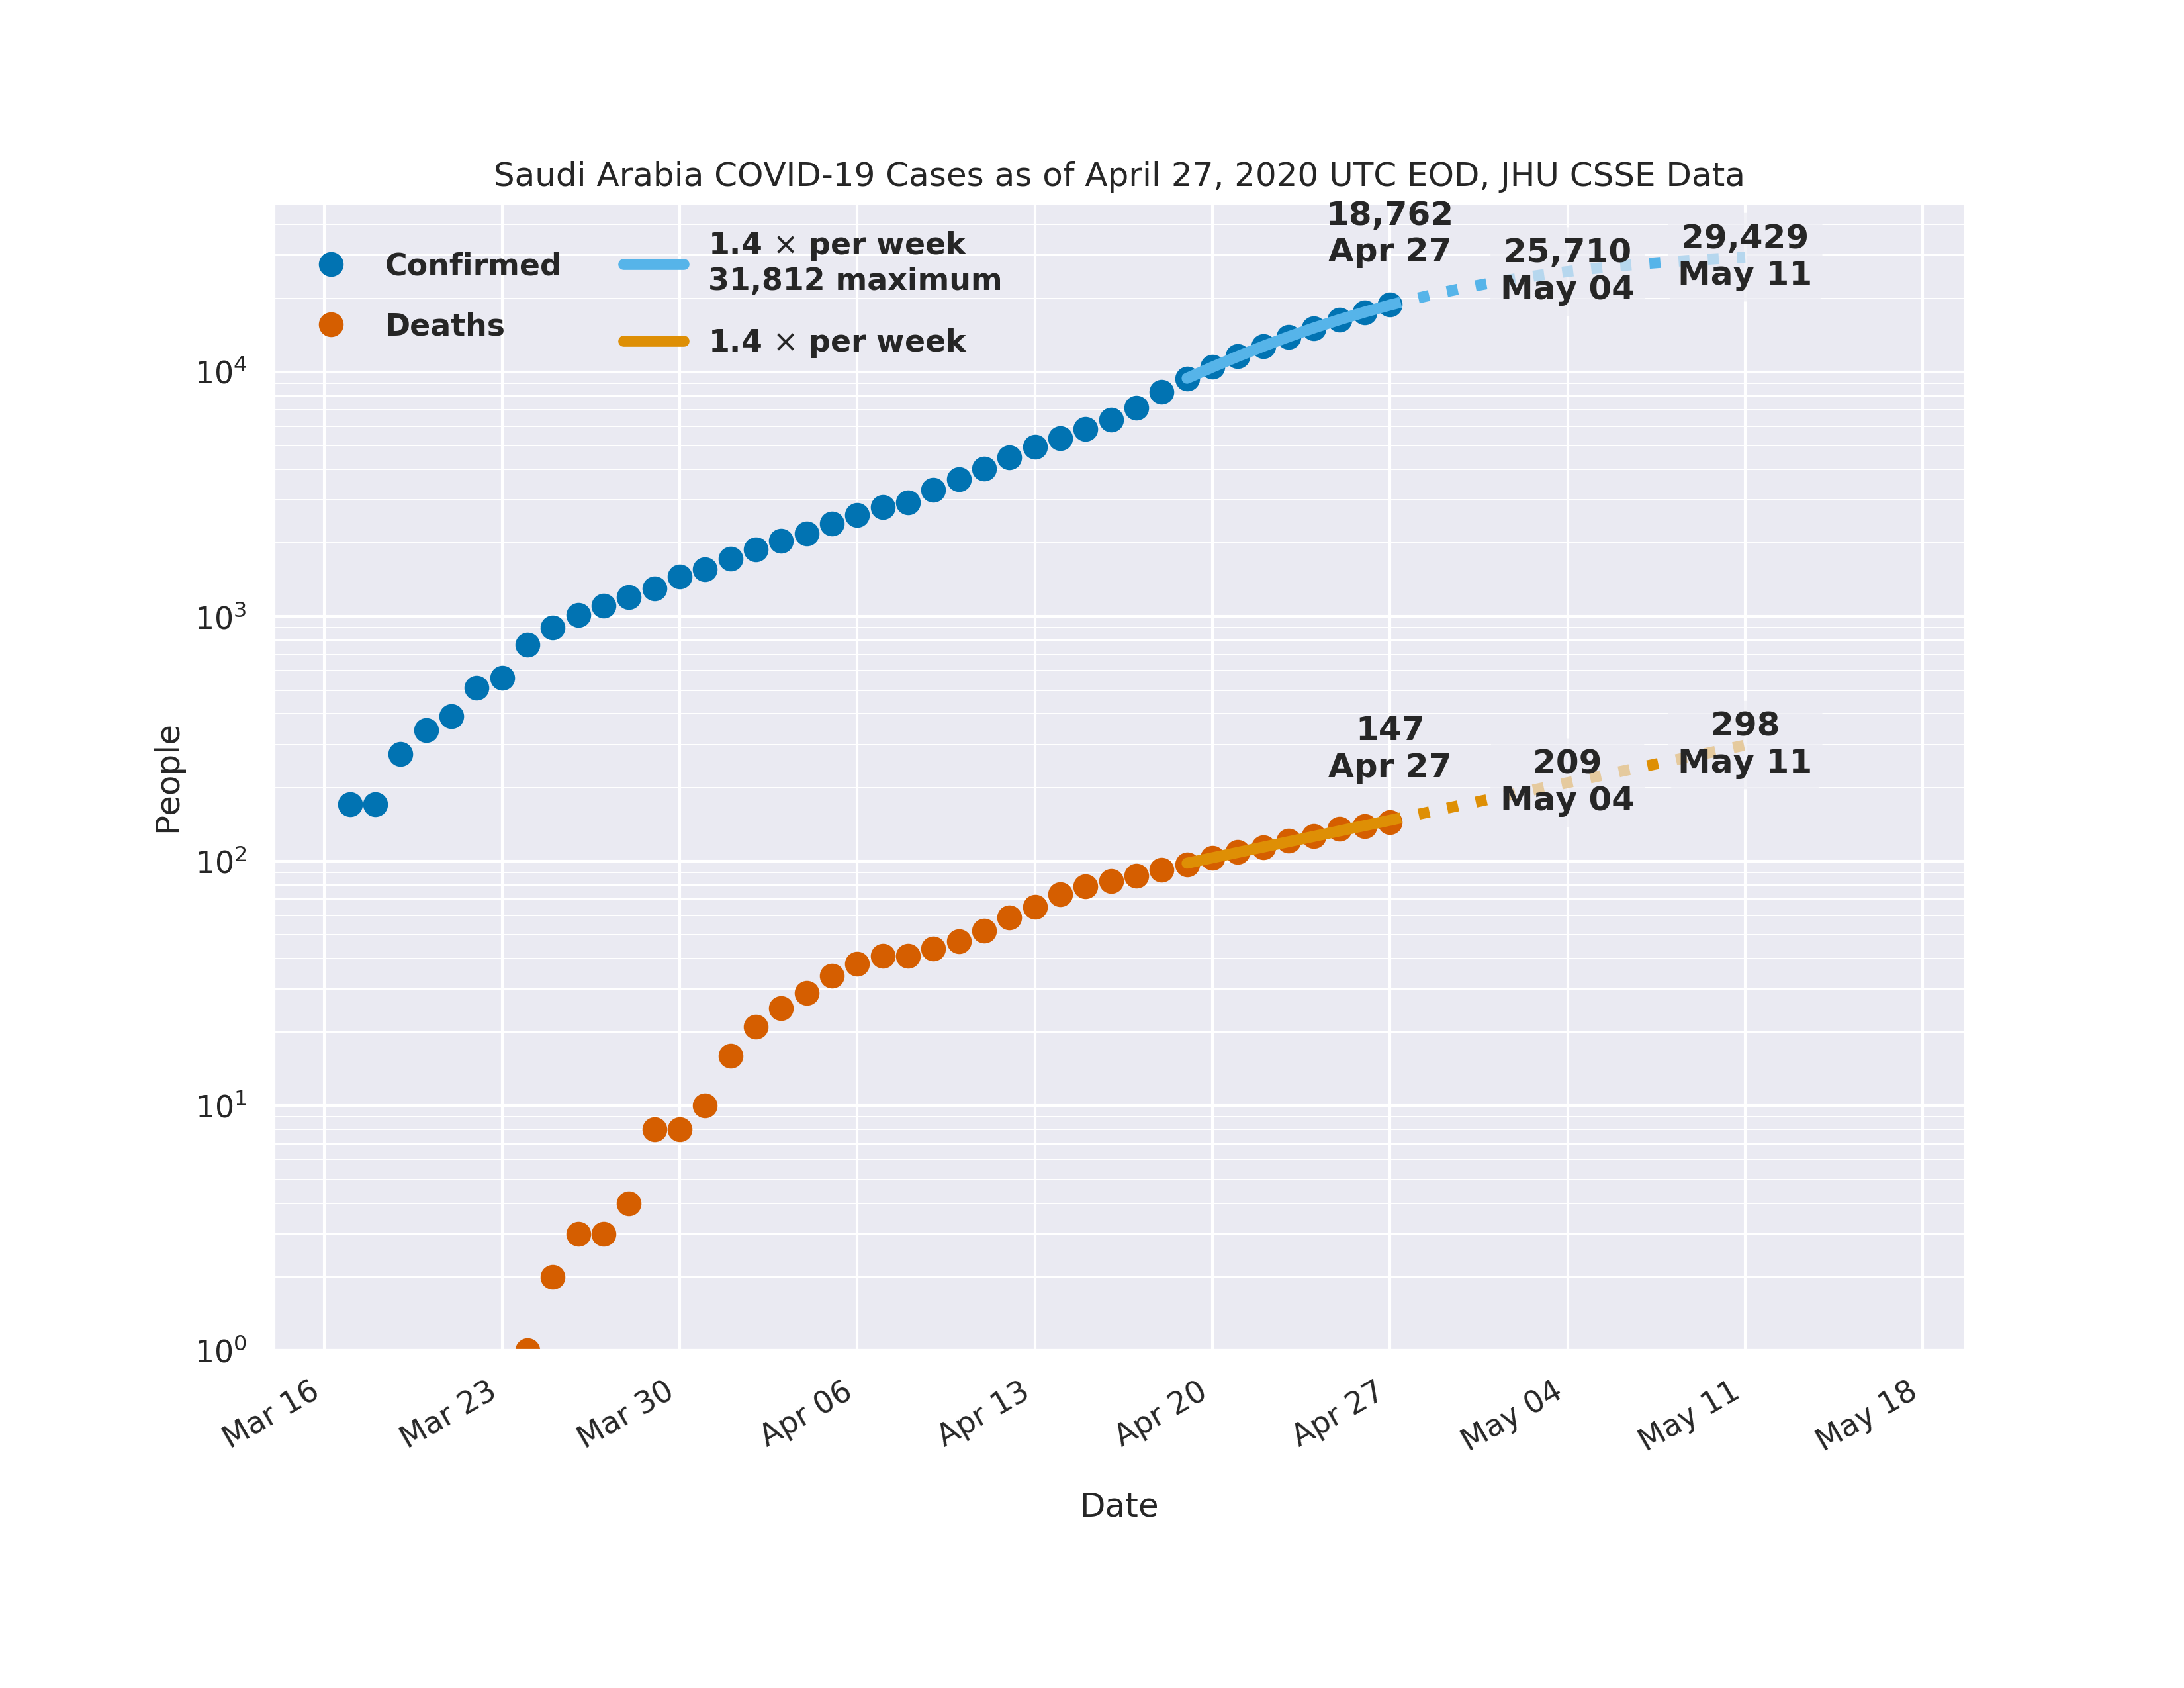 Saudi Arabia COVID-19 Cases as of April 27, 2020 UTC EOD, JHU CSSE Data
Confirmed
Deaths
1.4 × per week
31,812 maximum
1.4 × per week
18,762
Apr 27
25,710
May 04
29,429
May 11
147
Apr 27
209
May 04
298
May 11
People
10⁴
10³
10²
10¹
10⁰
Mar 16
Mar 23
Mar 30
Apr 06
Apr 13
Apr 20
Apr 27
May 04
May 11
May 18
Date